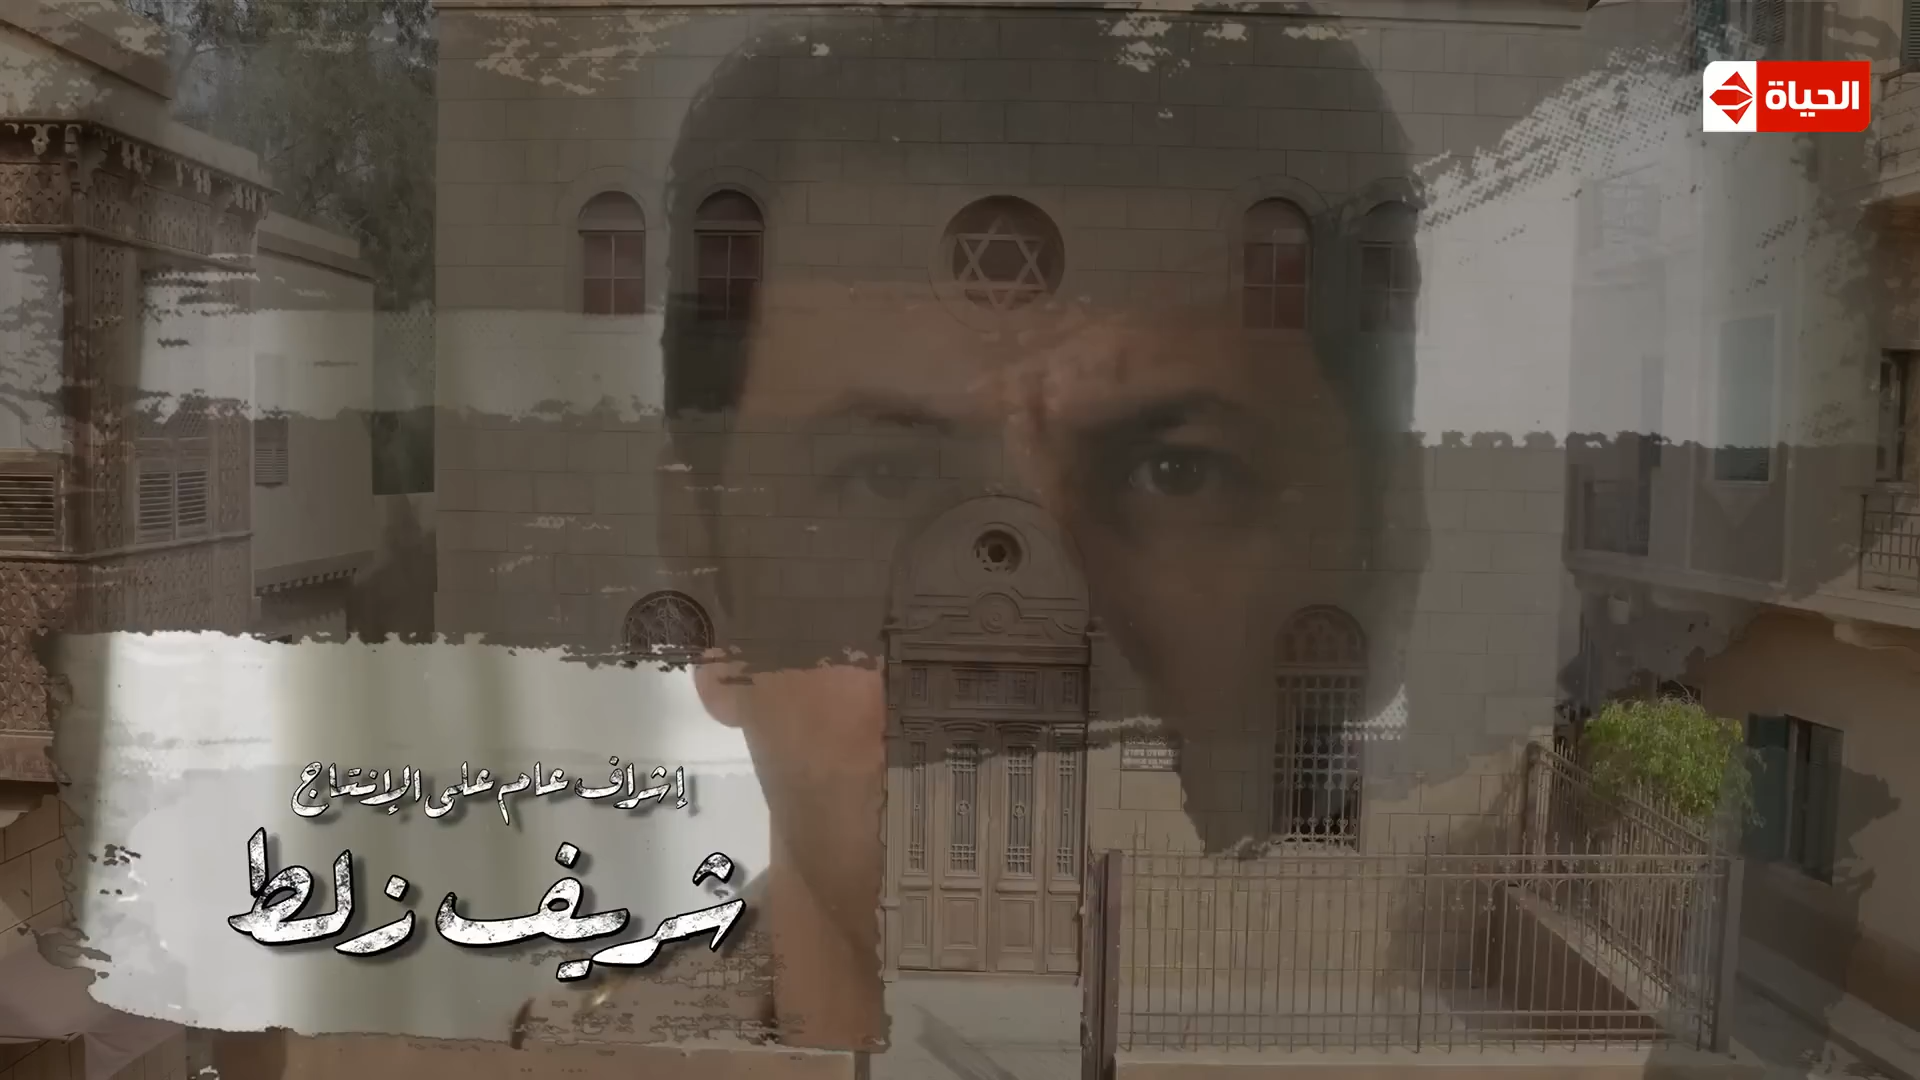 الحياة
إشراف عام على الإنتاج
شريف زلط